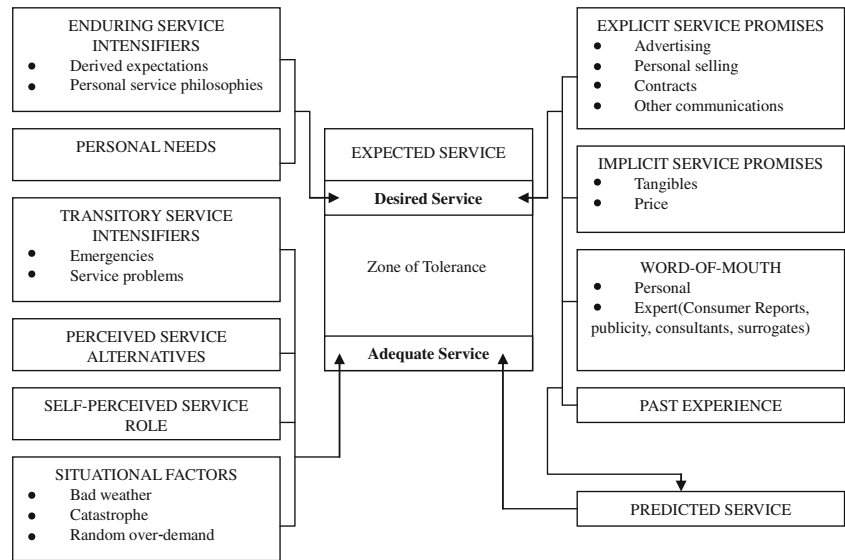 ENDURING SERVICE
INTENSIFIERS
● Derived expectations
● Personal service philosophies
PERSONAL NEEDS
TRANSITORY SERVICE
INTENSIFIERS
● Emergencies
● Service problems
PERCEIVED SERVICE
ALTERNATIVES
SELF-PERCEIVED SERVICE
ROLE
SITUATIONAL FACTORS
● Bad weather
● Catastrophe
● Random over-demand
EXPECTED SERVICE
Desired Service
Zone of Tolerance
Adequate Service
EXPLICIT SERVICE PROMISES
● Advertising
● Personal selling
● Contracts
● Other communications
IMPLICIT SERVICE PROMISES
● Tangibles
● Price
WORD-OF-MOUTH
● Personal
● Expert(Consumer Reports,
publicity, consultants, surrogates)
PAST EXPERIENCE
PREDICTED SERVICE